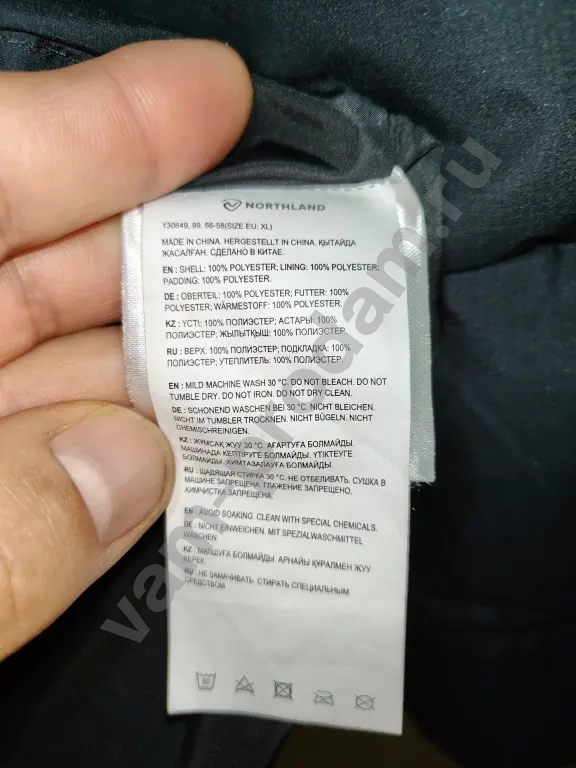 NORTHLAND
130649, 99, 56-58(SIZE EU: XL)
MADE IN CHINA. HERGESTELLT IN CHINA. ҚЫТАЙДА
ЖАСАЛҒАН. СДЕЛАНО В КИТАЕ.
EN : SHELL: 100% POLYESTER; LINING: 100% POLYESTER;
PADDING: 100% POLYESTER.
DE : OBERTEIL: 100% POLYESTER; FUTTER: 100%
POLYESTER; WÄRMESTOFF: 100% POLYESTER.
KZ : ҮСТІ: 100% ПОЛИЭСТЕР; АСТАРЫ: 100%
ПОЛИЭСТЕР; ЖЫЛЫТҚЫШ: 100% ПОЛИЭСТЕР.
RU : ВЕРХ: 100% ПОЛИЭСТЕР; ПОДКЛАДКА: 100%
ПОЛИЭСТЕР; УТЕПЛИТЕЛЬ: 100% ПОЛИЭСТЕР.
EN : MILD MACHINE WASH 30 °C. DO NOT BLEACH. DO NOT
TUMBLE DRY. DO NOT IRON. DO NOT DRY CLEAN.
DE : SCHONEND WASCHEN BEI 30 °C. NICHT BLEICHEN.
NICHT IM TUMBLER TROCKNEN. NICHT BÜGELN. NICHT
CHEMISCHREINIGEN.
KZ : ЖҰМСАҚ ЖУУ 30 °C. АҒАРТУҒА БОЛМАЙДЫ.
МАШИНАДА КЕПТІРУГЕ БОЛМАЙДЫ. ҮТІКТЕУГЕ
БОЛМАЙДЫ. ХИМТАЗАЛАУҒА БОЛМАЙДЫ.
RU : ЩАДЯЩАЯ СТИРКА 30 °C. НЕ ОТБЕЛИВАТЬ. СУШКА В
МАШИНЕ ЗАПРЕЩЕНА. ГЛАЖЕНИЕ ЗАПРЕЩЕНО.
ХИМЧИСТКА ЗАПРЕЩЕНА.
EN : AVOID SOAKING. CLEAN WITH SPECIAL CHEMICALS.
DE : NICHT EINWEICHEN. MIT SPEZIALWASCHMITTEL
WASCHEN
KZ : МАЛШУҒА БОЛМАЙДЫ. АРНАЙЫ ҚҰРАЛМЕН ЖУУ
КЕРЕК
RU : НЕ ЗАМАЧИВАТЬ. СТИРАТЬ СПЕЦИАЛЬНЫМ
СРЕДСТВОМ
30
vam-prodam.ru